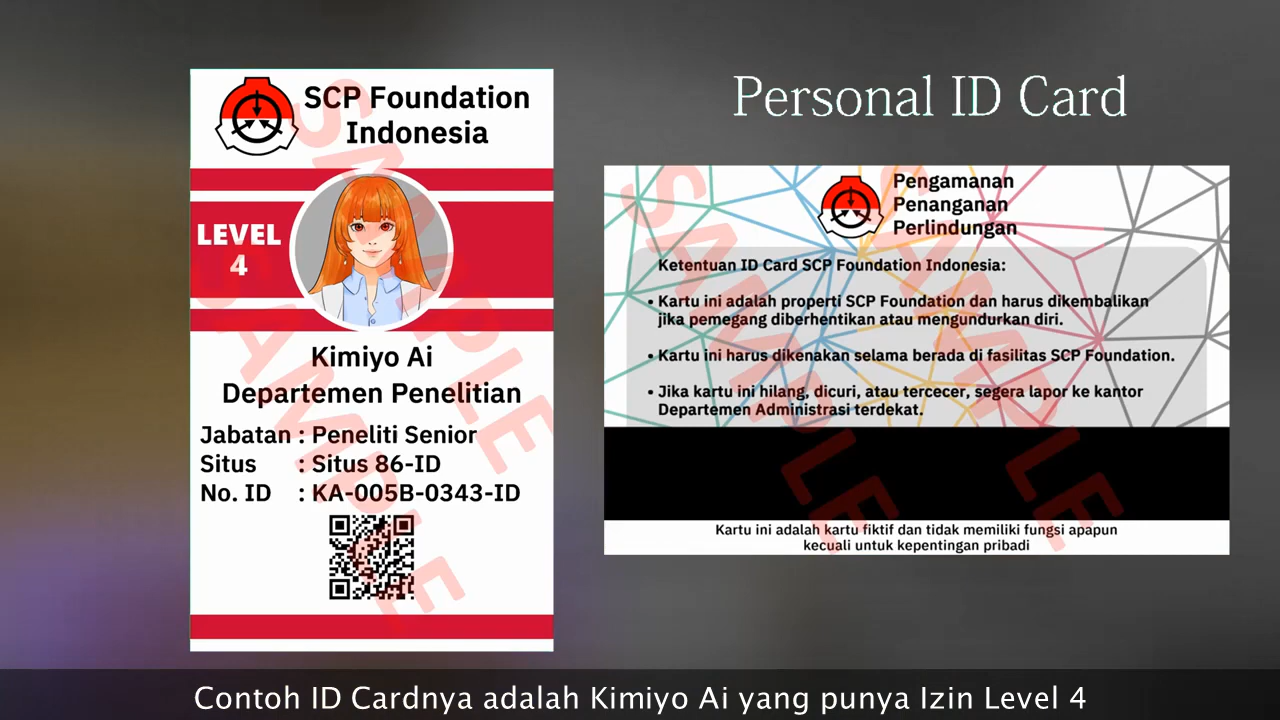 SCP Foundation
Indonesia
LEVEL
4
Kimiyo Ai
Departemen Penelitian
Jabatan : Peneliti Senior
Situs : Situs 86-ID
No. ID : KA-005B-0343-ID
SAMPLE
SAMPLE
Personal ID Card
Pengamanan
Penanganan
Perlindungan
Ketentuan ID Card SCP Foundation Indonesia:
• Kartu ini adalah properti SCP Foundation dan harus dikembalikan
jika pemegang diberhentikan atau mengundurkan diri.
• Kartu ini harus dikenakan selama berada di fasilitas SCP Foundation.
• Jika kartu ini hilang, dicuri, atau tercecer, segera lapor ke kantor
Departemen Administrasi terdekat.
Kartu ini adalah kartu fiktif dan tidak memiliki fungsi apapun
kecuali untuk kepentingan pribadi
SAMPLE
SAMPLE
Contoh ID Cardnya adalah Kimiyo Ai yang punya Izin Level 4